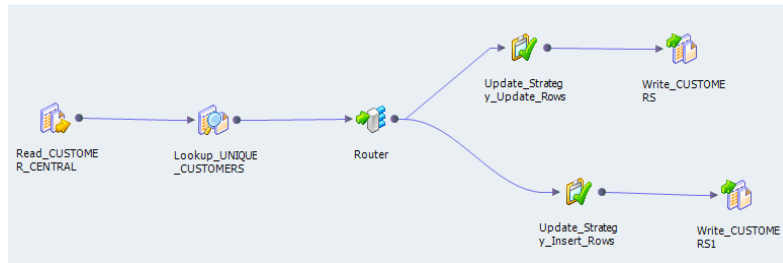 Update_Strateg
y_Update_Rows
Write_CUSTOME
RS
Read_CUSTOME
R_CENTRAL
Lookup_UNIQUE
_CUSTOMERS
Router
Update_Strateg
y_Insert_Rows
Write_CUSTOME
RS1